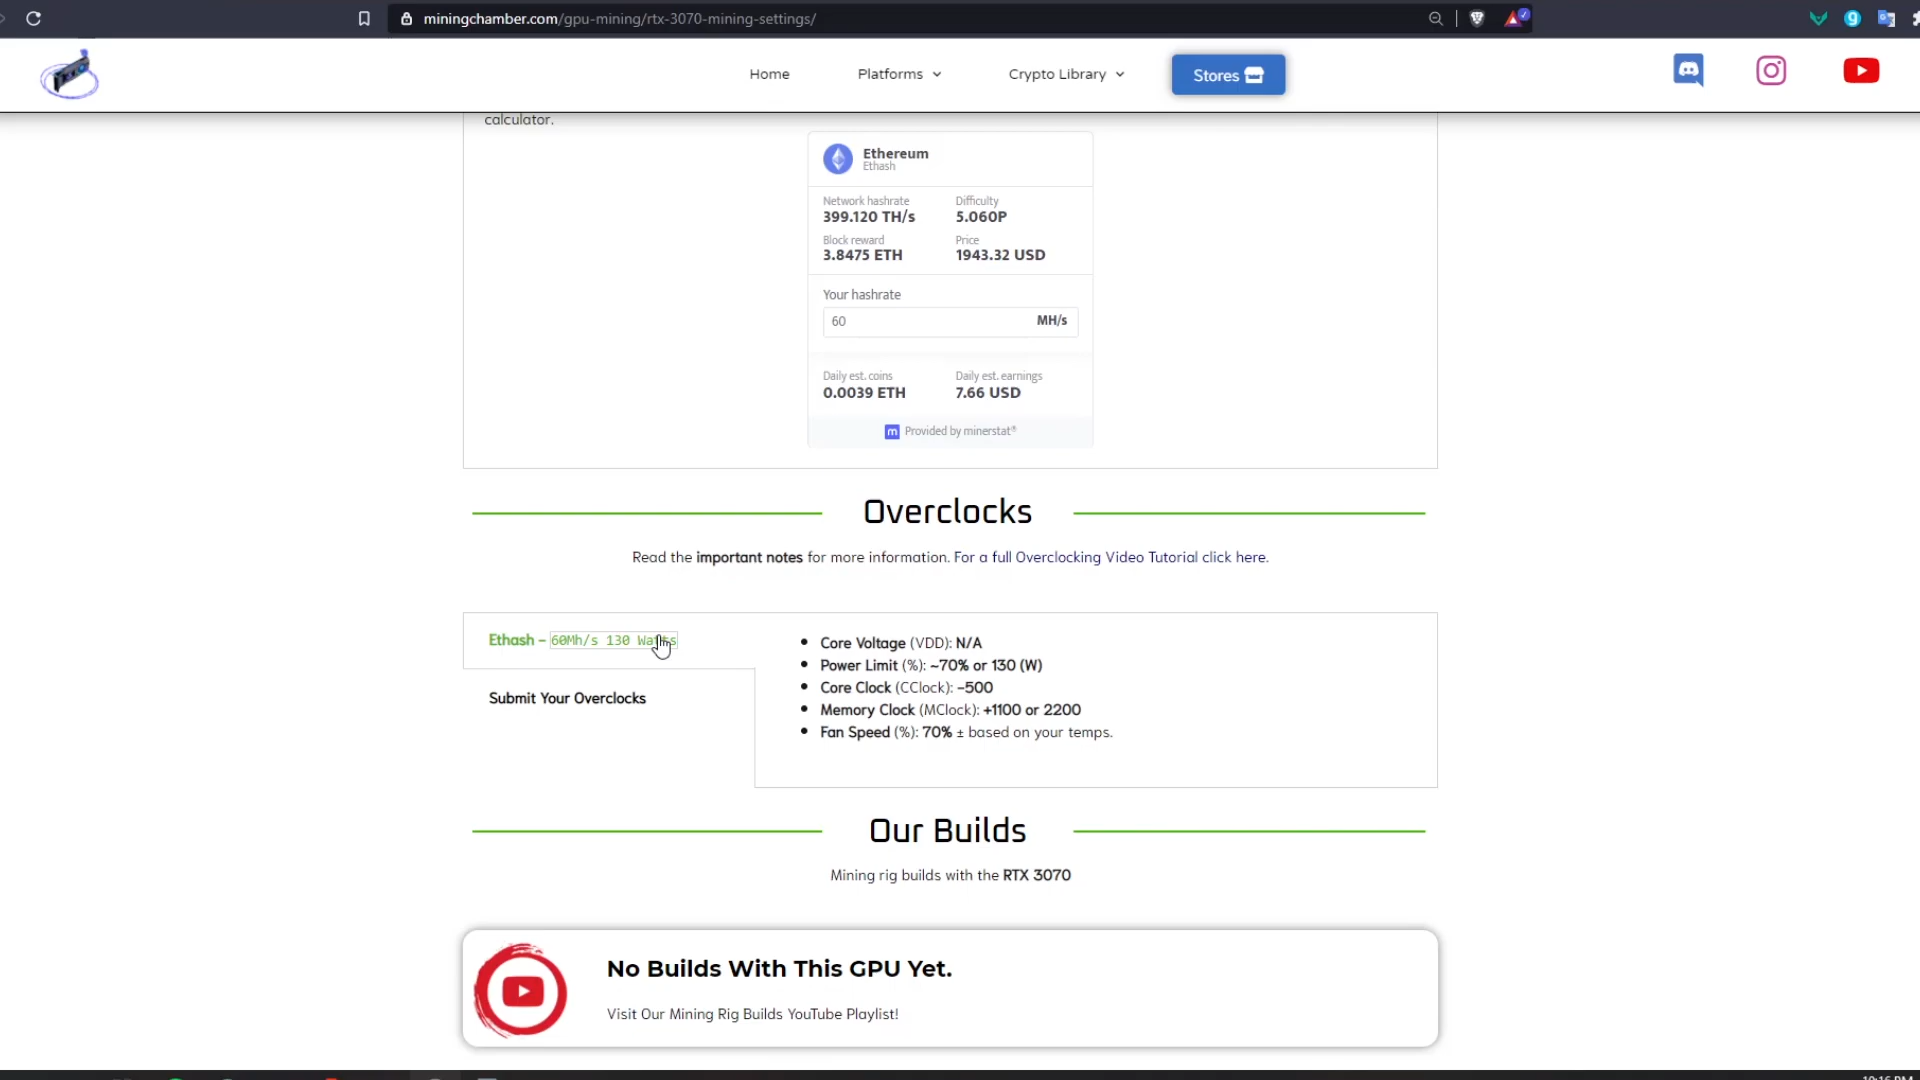 miningchamber.com/gpu-mining/rtx-3070-mining-settings/
Home
Platforms
Crypto Library
Stores
calculator.
Ethereum
Ethash
Network hashrate
Difficulty
399.120 TH/s
5.060P
Block reward
Price
3.8475 ETH
1943.32 USD
Your hashrate
60
MH/s
Daily est. coins
Daily est. earnings
0.0039 ETH
7.66 USD
m Provided by minerstat®
Overclocks
Read the important notes for more information. For a full Overclocking Video Tutorial click here.
Ethash – 60Mh/s 130 Watts
Submit Your Overclocks
• Core Voltage (VDD): N/A
• Power Limit (%): ~70% or 130 (W)
• Core Clock (CClock): -500
• Memory Clock (MClock): +1100 or 2200
• Fan Speed (%): 70% ± based on your temps.
Our Builds
Mining rig builds with the RTX 3070
No Builds With This GPU Yet.
Visit Our Mining Rig Builds YouTube Playlist!